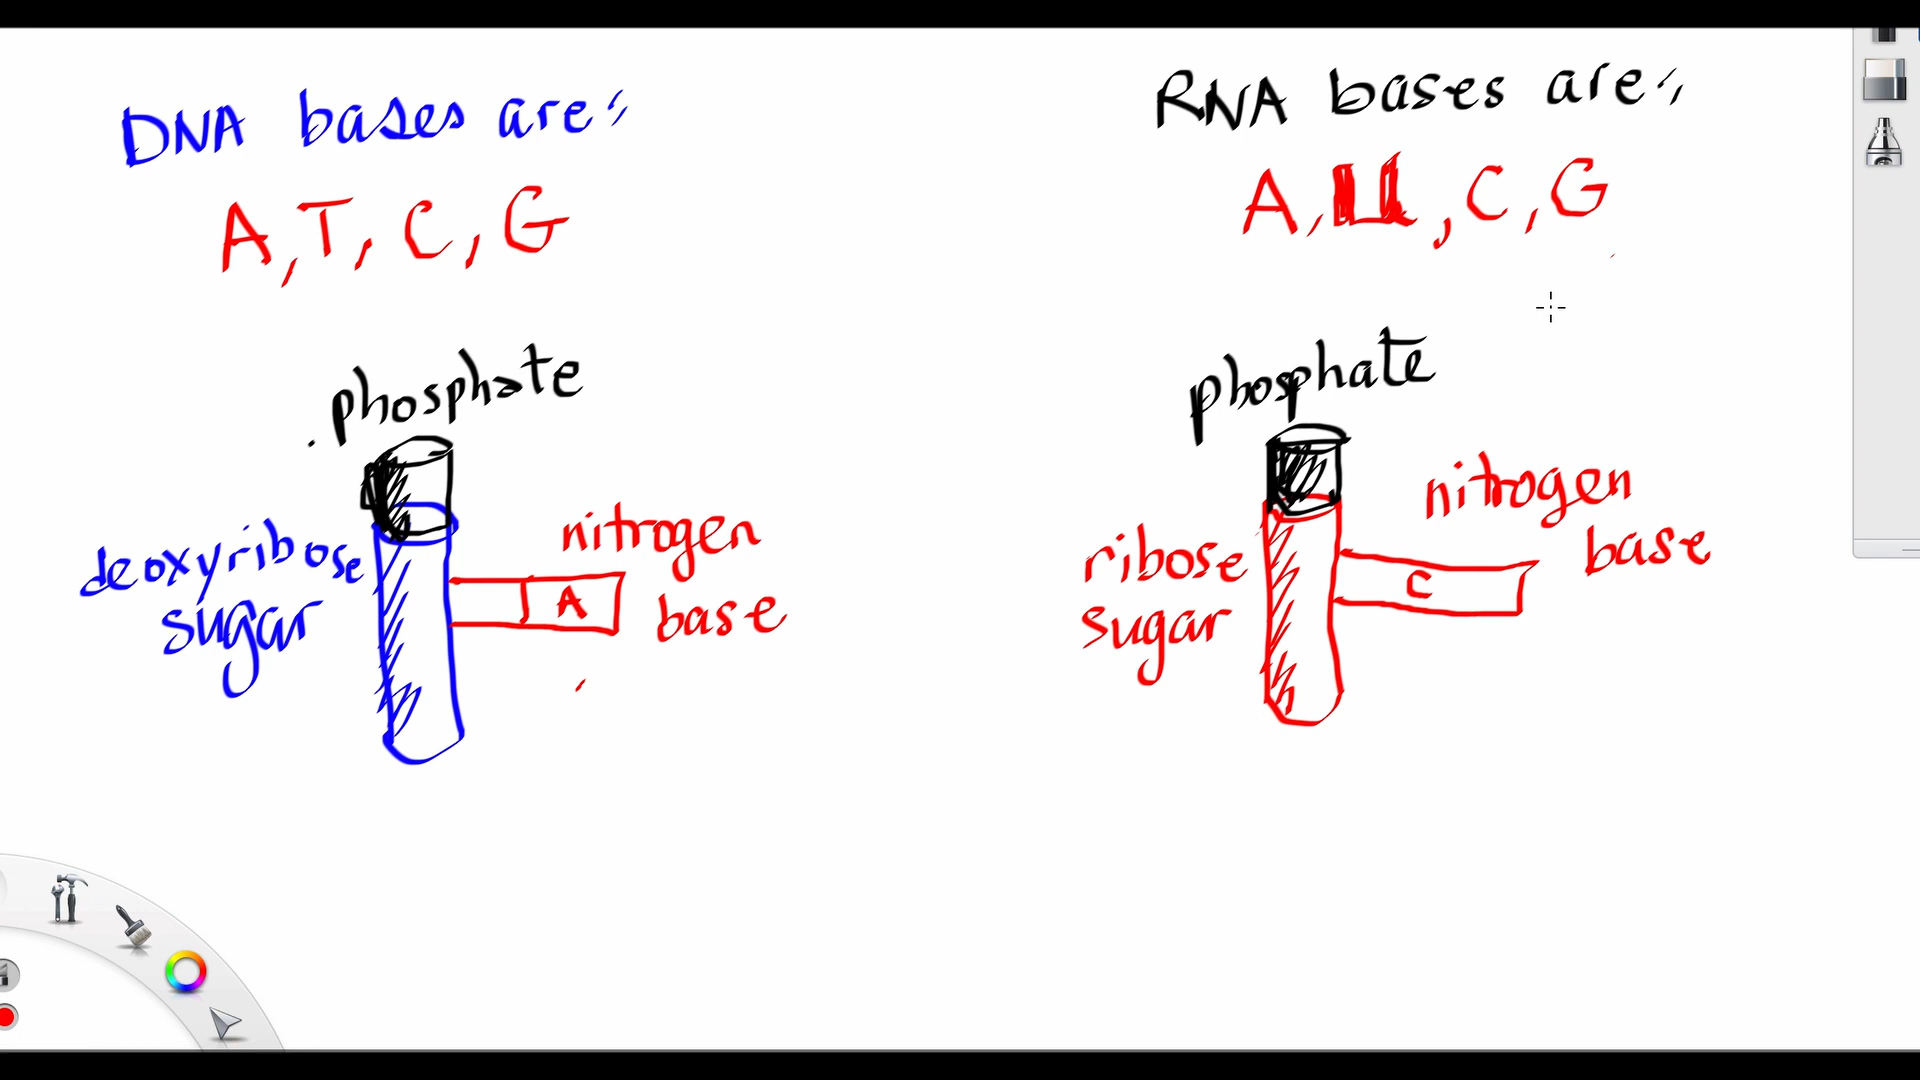 DNA bases are:
A, T, C, G
phosphate
deoxyribose
sugar
A
nitrogen
base
RNA bases are:
A, U, C, G
phosphate
ribose
sugar
C
nitrogen
base